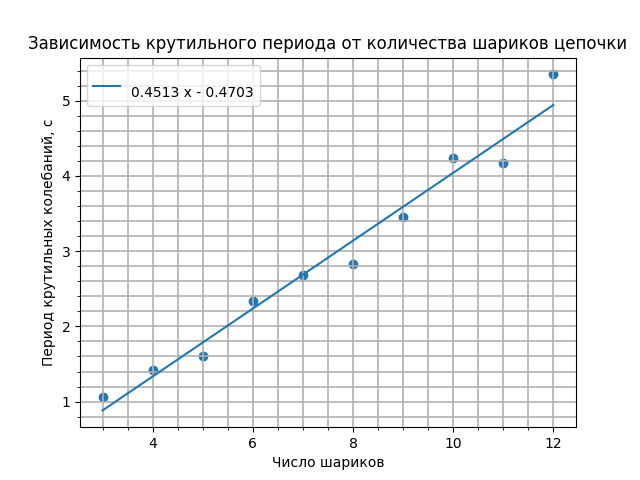 Зависимость крутильного периода от количества шариков цепочки
0.4513 x - 0.4703
Период крутильных колебаний, с
5
4
3
2
1
4 6 8 10 12
Число шариков